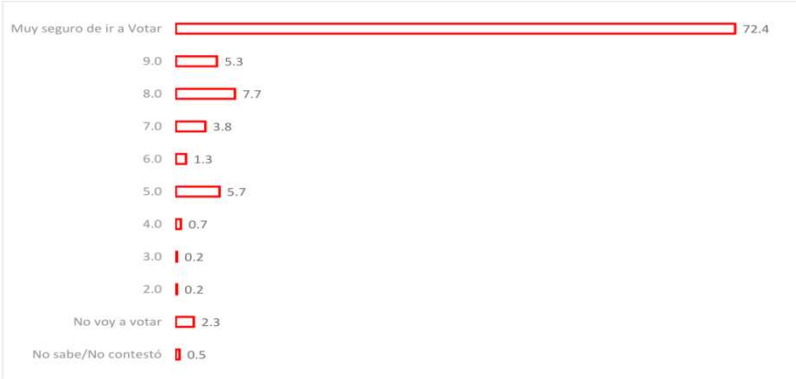 Muy seguro de ir a Votar 72.4
9.0 5.3
8.0 7.7
7.0 3.8
6.0 1.3
5.0 5.7
4.0 0.7
3.0 0.2
2.0 0.2
No voy a votar 2.3
No sabe/No contestó 0.5